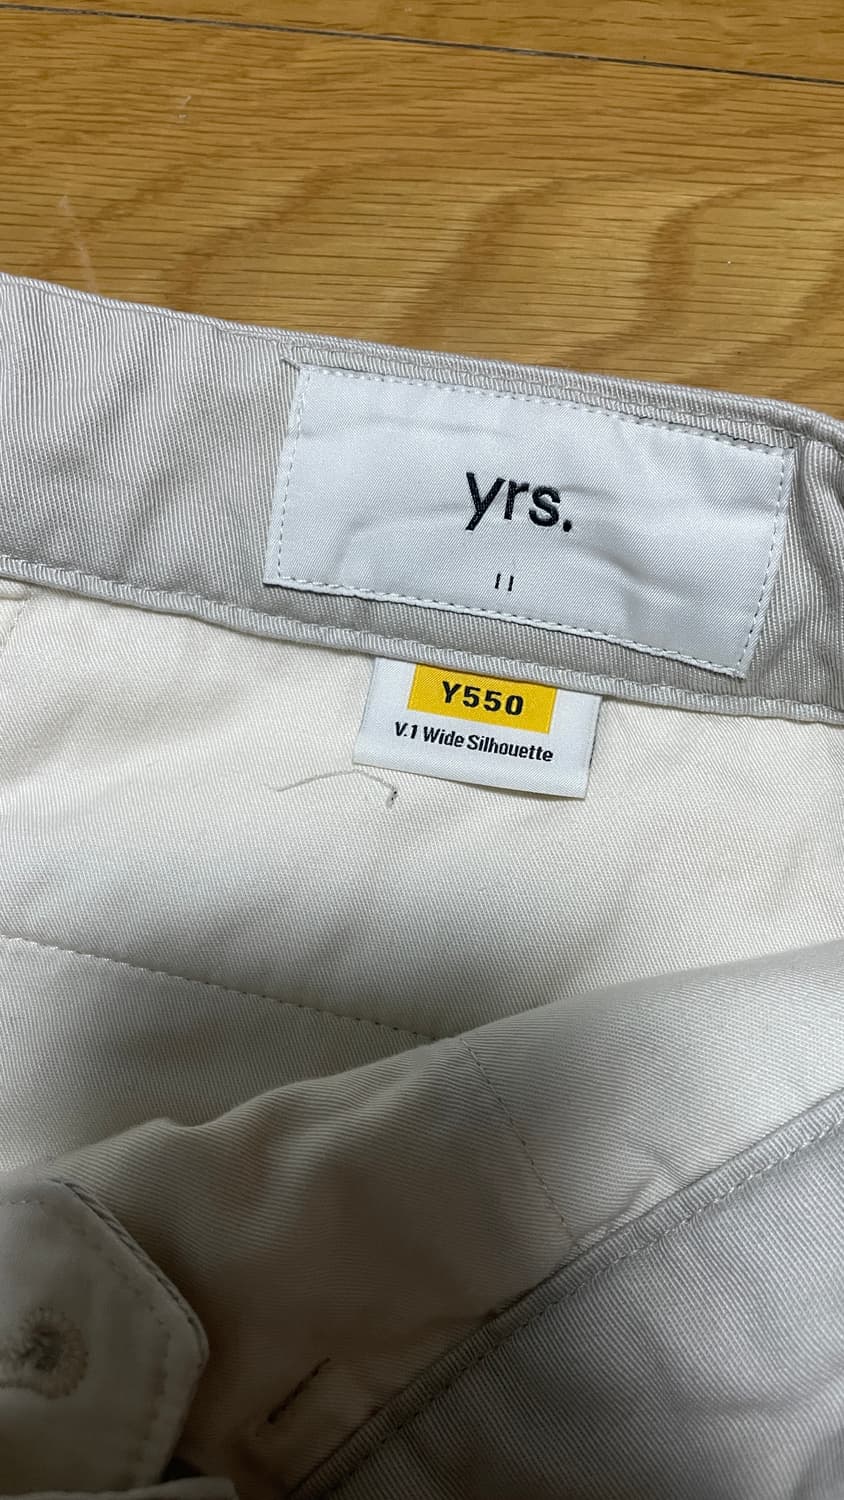 yrs.
II
Y550
V.1 Wide Silhouette